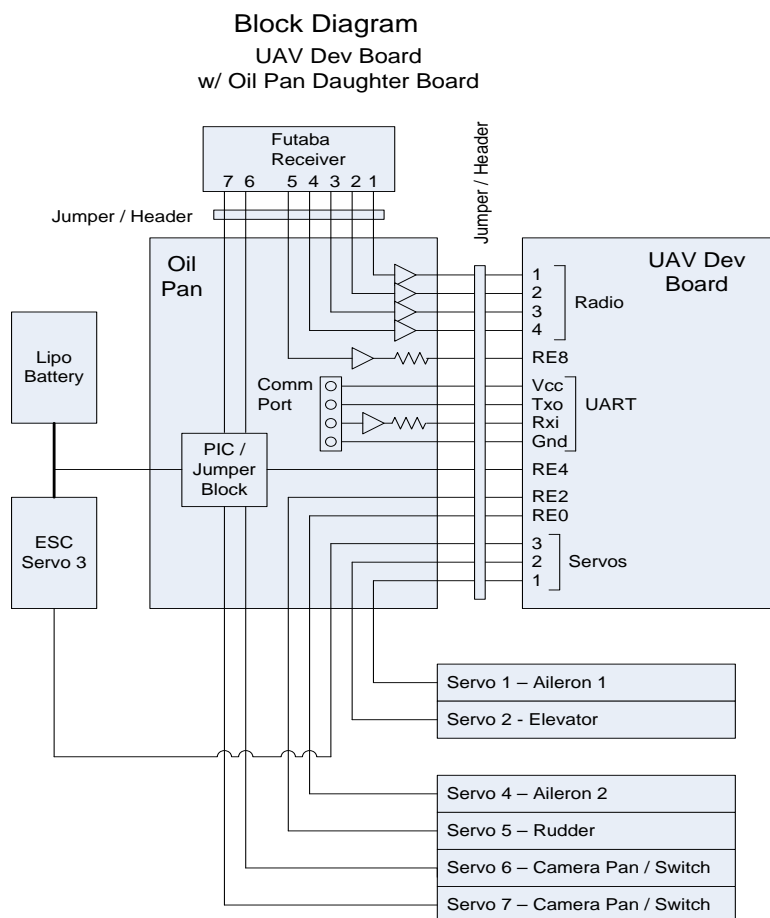 Block Diagram
UAV Dev Board
w/ Oil Pan Daughter Board
Futaba
Receiver
7 6 5 4 3 2 1
Jumper / Header
Jumper / Header
Oil
Pan
UAV Dev
Board
1
2
3
4
Radio
RE8
Lipo
Battery
Comm
Port
Vcc
Txo
Rxi
Gnd
UART
PIC /
Jumper
Block
RE4
RE2
RE0
ESC
Servo 3
3
2
1
Servos
Servo 1 – Aileron 1
Servo 2 - Elevator
Servo 4 – Aileron 2
Servo 5 – Rudder
Servo 6 – Camera Pan / Switch
Servo 7 – Camera Pan / Switch